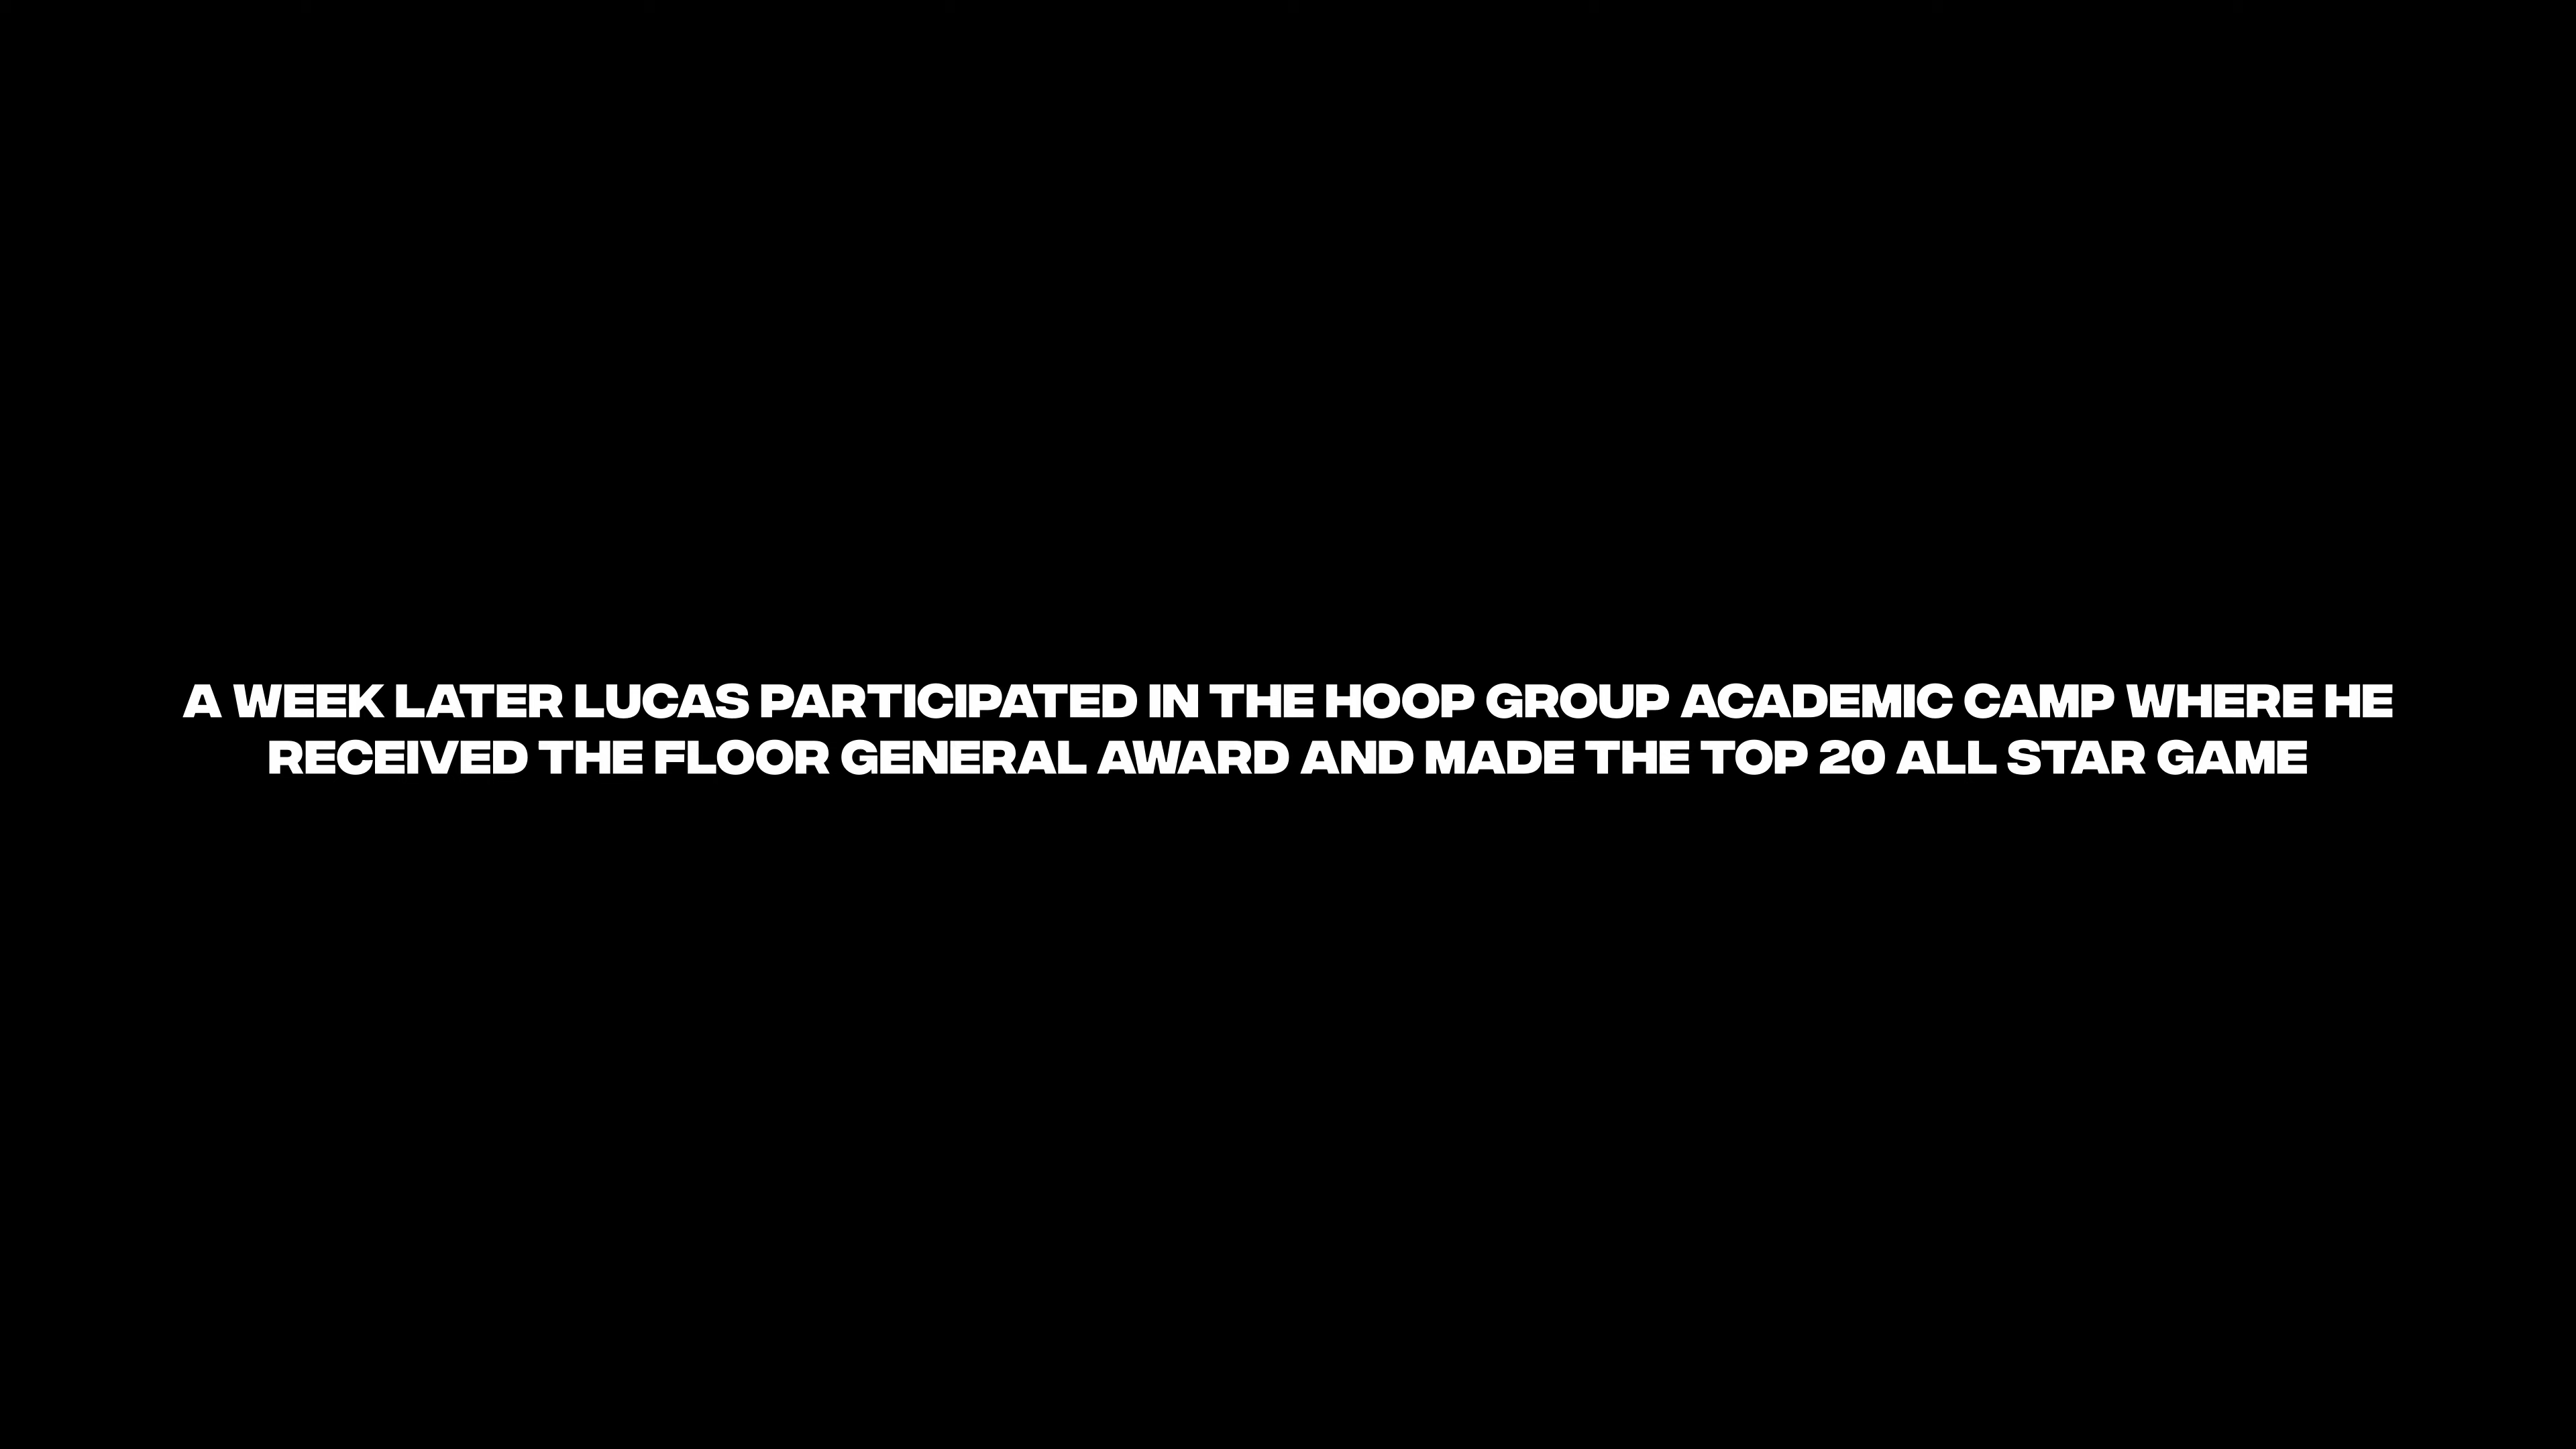 A WEEK LATER LUCAS PARTICIPATED IN THE HOOP GROUP ACADEMIC CAMP WHERE HE
RECEIVED THE FLOOR GENERAL AWARD AND MADE THE TOP 20 ALL STAR GAME